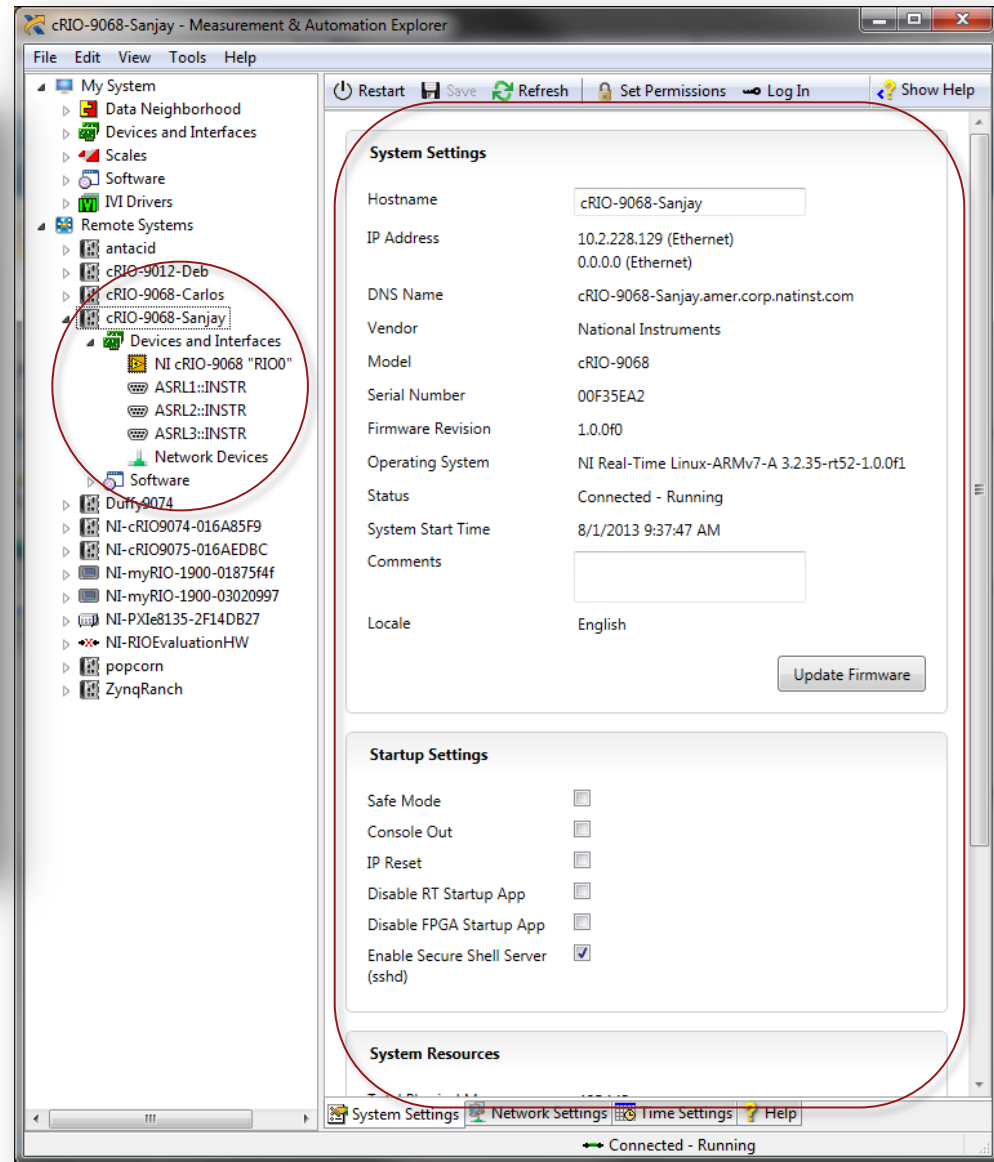 cRIO-9068-Sanjay - Measurement & Automation Explorer
File Edit View Tools Help
My System
Data Neighborhood
Devices and Interfaces
Scales
Software
IVI Drivers
Remote Systems
antacid
cRIO-9012-Deb
cRIO-9068-Carlos
cRIO-9068-Sanjay
Devices and Interfaces
NI cRIO-9068 "RIO0"
ASRL1::INSTR
ASRL2::INSTR
ASRL3::INSTR
Network Devices
Software
Duffy9074
NI-cRIO9074-016A85F9
NI-cRIO9075-016AEDBC
NI-myRIO-1900-01875f4f
NI-myRIO-1900-03020997
NI-PXIe8135-2F14DB27
NI-RIOEvaluationHW
popcorn
ZynqRanch
Restart Save Refresh Set Permissions Log In Show Help
System Settings
Hostname cRIO-9068-Sanjay
IP Address 10.2.228.129 (Ethernet)
0.0.0.0 (Ethernet)
DNS Name cRIO-9068-Sanjay.amer.corp.natinst.com
Vendor National Instruments
Model cRIO-9068
Serial Number 00F35EA2
Firmware Revision 1.0.0f0
Operating System NI Real-Time Linux-ARMv7-A 3.2.35-rt52-1.0.0f1
Status Connected - Running
System Start Time 8/1/2013 9:37:47 AM
Comments
Locale English
Update Firmware
Startup Settings
Safe Mode
Console Out
IP Reset
Disable RT Startup App
Disable FPGA Startup App
Enable Secure Shell Server
(sshd)
System Resources
System Settings Network Settings Time Settings Help
Connected - Running